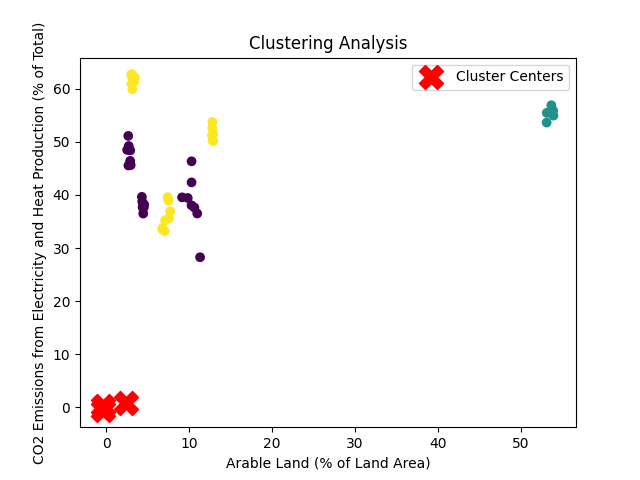 Clustering Analysis
Cluster Centers
CO2 Emissions from Electricity and Heat Production (% of Total)
60
50
40
30
20
10
0
0 10 20 30 40 50
Arable Land (% of Land Area)